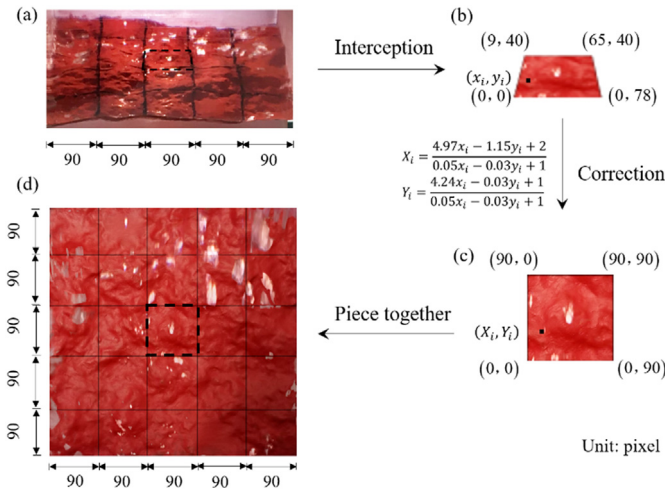 (a)
90 90 90 90 90
Interception
(b)
(9, 40) (65, 40)
(x_i, y_i)
(0, 0) (0, 78)
X_i = (4.97x_i − 1.15y_i + 2) / (0.05x_i − 0.03y_i + 1)
Y_i = (4.24x_i − 0.03y_i + 1) / (0.05x_i − 0.03y_i + 1)
Correction
(c)
(90, 0) (90, 90)
(X_i, Y_i)
(0, 0) (0, 90)
Piece together
(d)
90
90
90
90
90
90 90 90 90 90
Unit: pixel